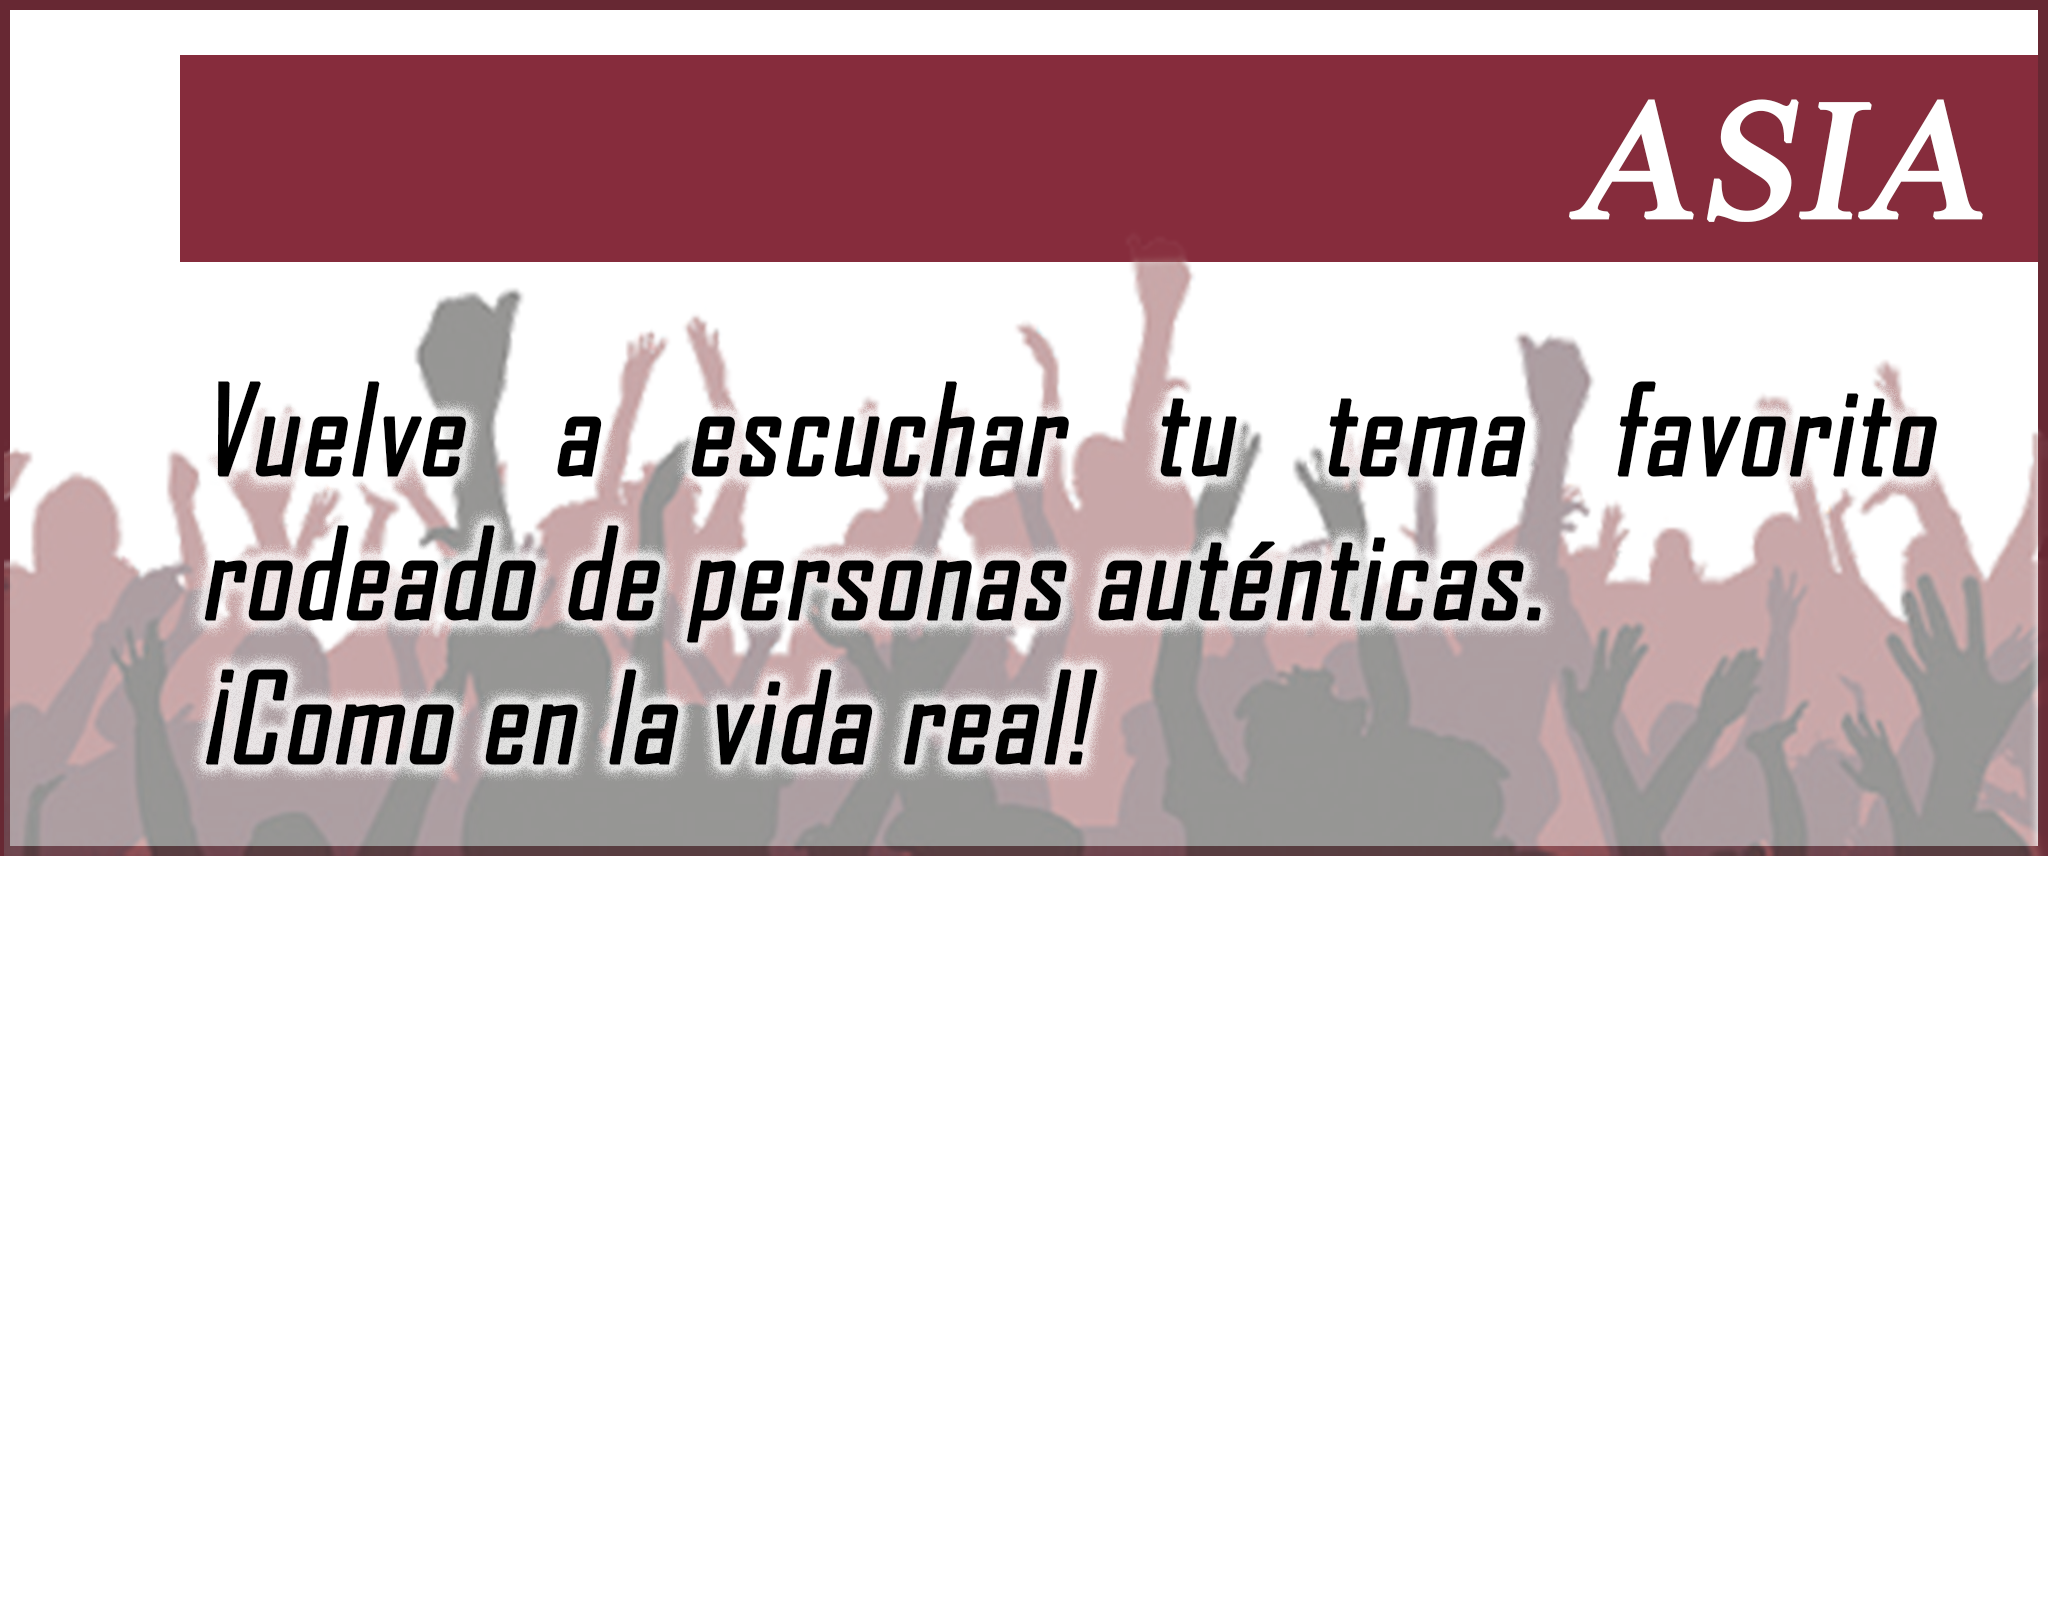 ASIA
Vuelve a escuchar tu tema favorito
rodeado de personas auténticas.
¡Como en la vida real!